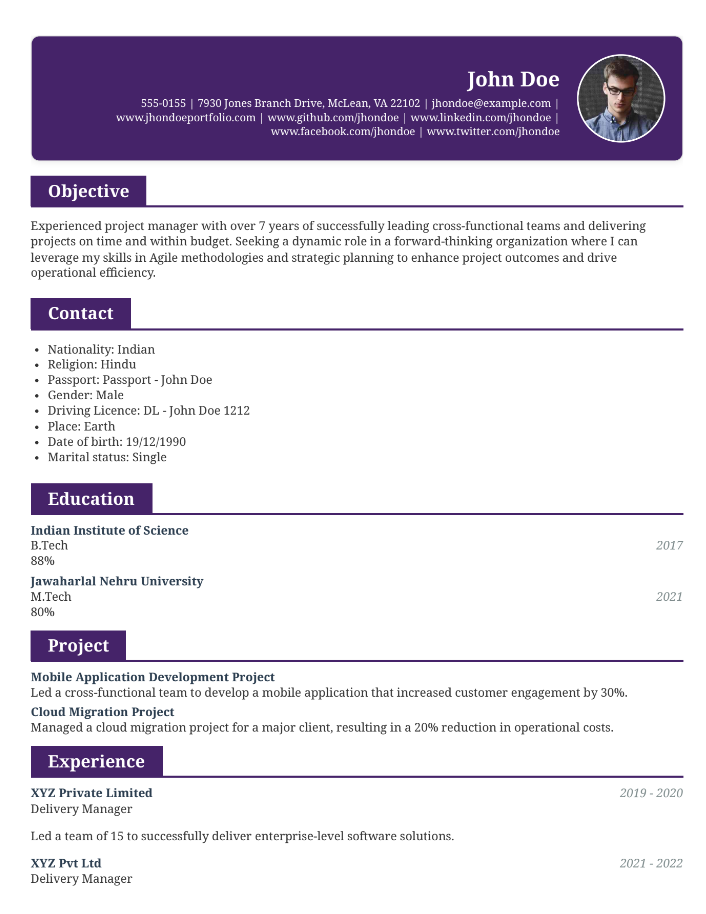 John Doe
555-0155 | 7930 Jones Branch Drive, McLean, VA 22102 | jhondoe@example.com |
www.jhondoeportfolio.com | www.github.com/jhondoe | www.linkedin.com/jhondoe |
www.facebook.com/jhondoe | www.twitter.com/jhondoe
Objective
Experienced project manager with over 7 years of successfully leading cross-functional teams and delivering
projects on time and within budget. Seeking a dynamic role in a forward-thinking organization where I can
leverage my skills in Agile methodologies and strategic planning to enhance project outcomes and drive
operational efficiency.
Contact
• Nationality: Indian
• Religion: Hindu
• Passport: Passport - John Doe
• Gender: Male
• Driving Licence: DL - John Doe 1212
• Place: Earth
• Date of birth: 19/12/1990
• Marital status: Single
Education
Indian Institute of Science
B.Tech 2017
88%
Jawaharlal Nehru University
M.Tech 2021
80%
Project
Mobile Application Development Project
Led a cross-functional team to develop a mobile application that increased customer engagement by 30%.
Cloud Migration Project
Managed a cloud migration project for a major client, resulting in a 20% reduction in operational costs.
Experience
XYZ Private Limited 2019 - 2020
Delivery Manager
Led a team of 15 to successfully deliver enterprise-level software solutions.
XYZ Pvt Ltd 2021 - 2022
Delivery Manager